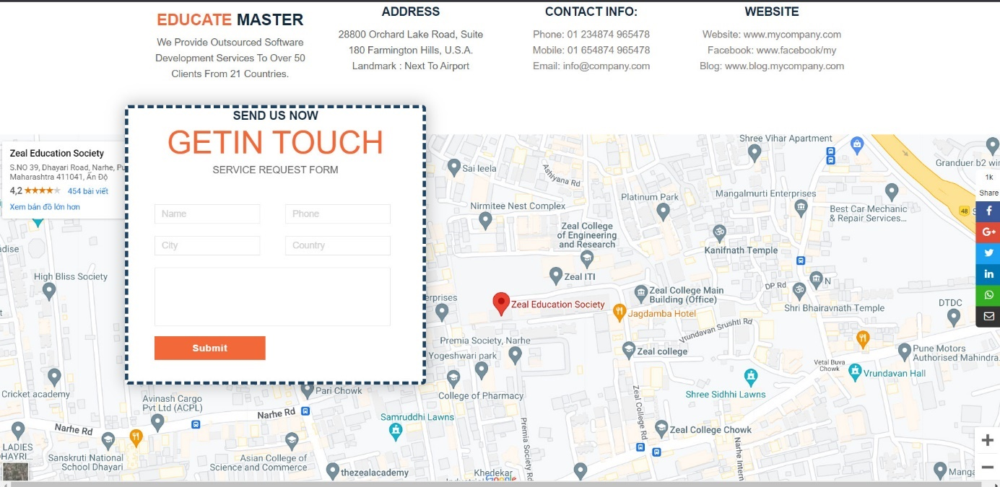 EDUCATE MASTER
We Provide Outsourced Software
Development Services To Over 50
Clients From 21 Countries.
ADDRESS
28800 Orchard Lake Road, Suite
180 Farmington Hills, U.S.A.
Landmark : Next To Airport
CONTACT INFO:
Phone: 01 234874 965478
Mobile: 01 654874 965478
Email: info@company.com
WEBSITE
Website: www.mycompany.com
Facebook: www.facebook/my
Blog: www.blog.mycompany.com
SEND US NOW
GETIN TOUCH
SERVICE REQUEST FORM
Name
Phone
City
Country
Submit
Zeal Education Society
S.NO 39, Dhayari Road, Narhe, Pu
Maharashtra 411041, Ấn Độ
4,2 454 bài viết
Xem bản đồ lớn hơn
adise
High Bliss Society
Cricket academy
Avinash Cargo
Pvt Ltd (ACPL)
Narhe Rd
Narhe Rd
LADIES
HAYRI...
Sanskruti National
School Dhayari
Asian College of
Science and Commerce
Pari Chowk
thezealacademy
Samruddhi Lawns
College of Pharmacy
Yogeshwari park
Premia Society, Narhe
erprises
Sai leela
Ashiyana Rd
Nirmitee Nest Complex
Platinum Park
Zeal College
of Engineering
and Research
Zeal ITI
Zeal Education Society
Zeal College Main
Building (Office)
Jagdamba Hotel
Zeal college
Vtundavan Srushti Rd
Shree Vihar Apartment
Mangalmurti Enterprises
Kanifnath Temple
DP Rd
N
Shri Bhairavnath Temple
Best Car Mechanic
& Repair Services...
Granduer b2 win
48
S
DTDC
Pune Motors
Authorised Mahindra
Vetal Buva
Chowk
Vrundavan Hall
Shree Sidhhi Lawns
Zeal College Rd
Zeal College Chowk
Premia Society Rd
Narhe Intern
Khedekar
Industrial
Google
Manga
1k
Share
f
G+
in
+
−